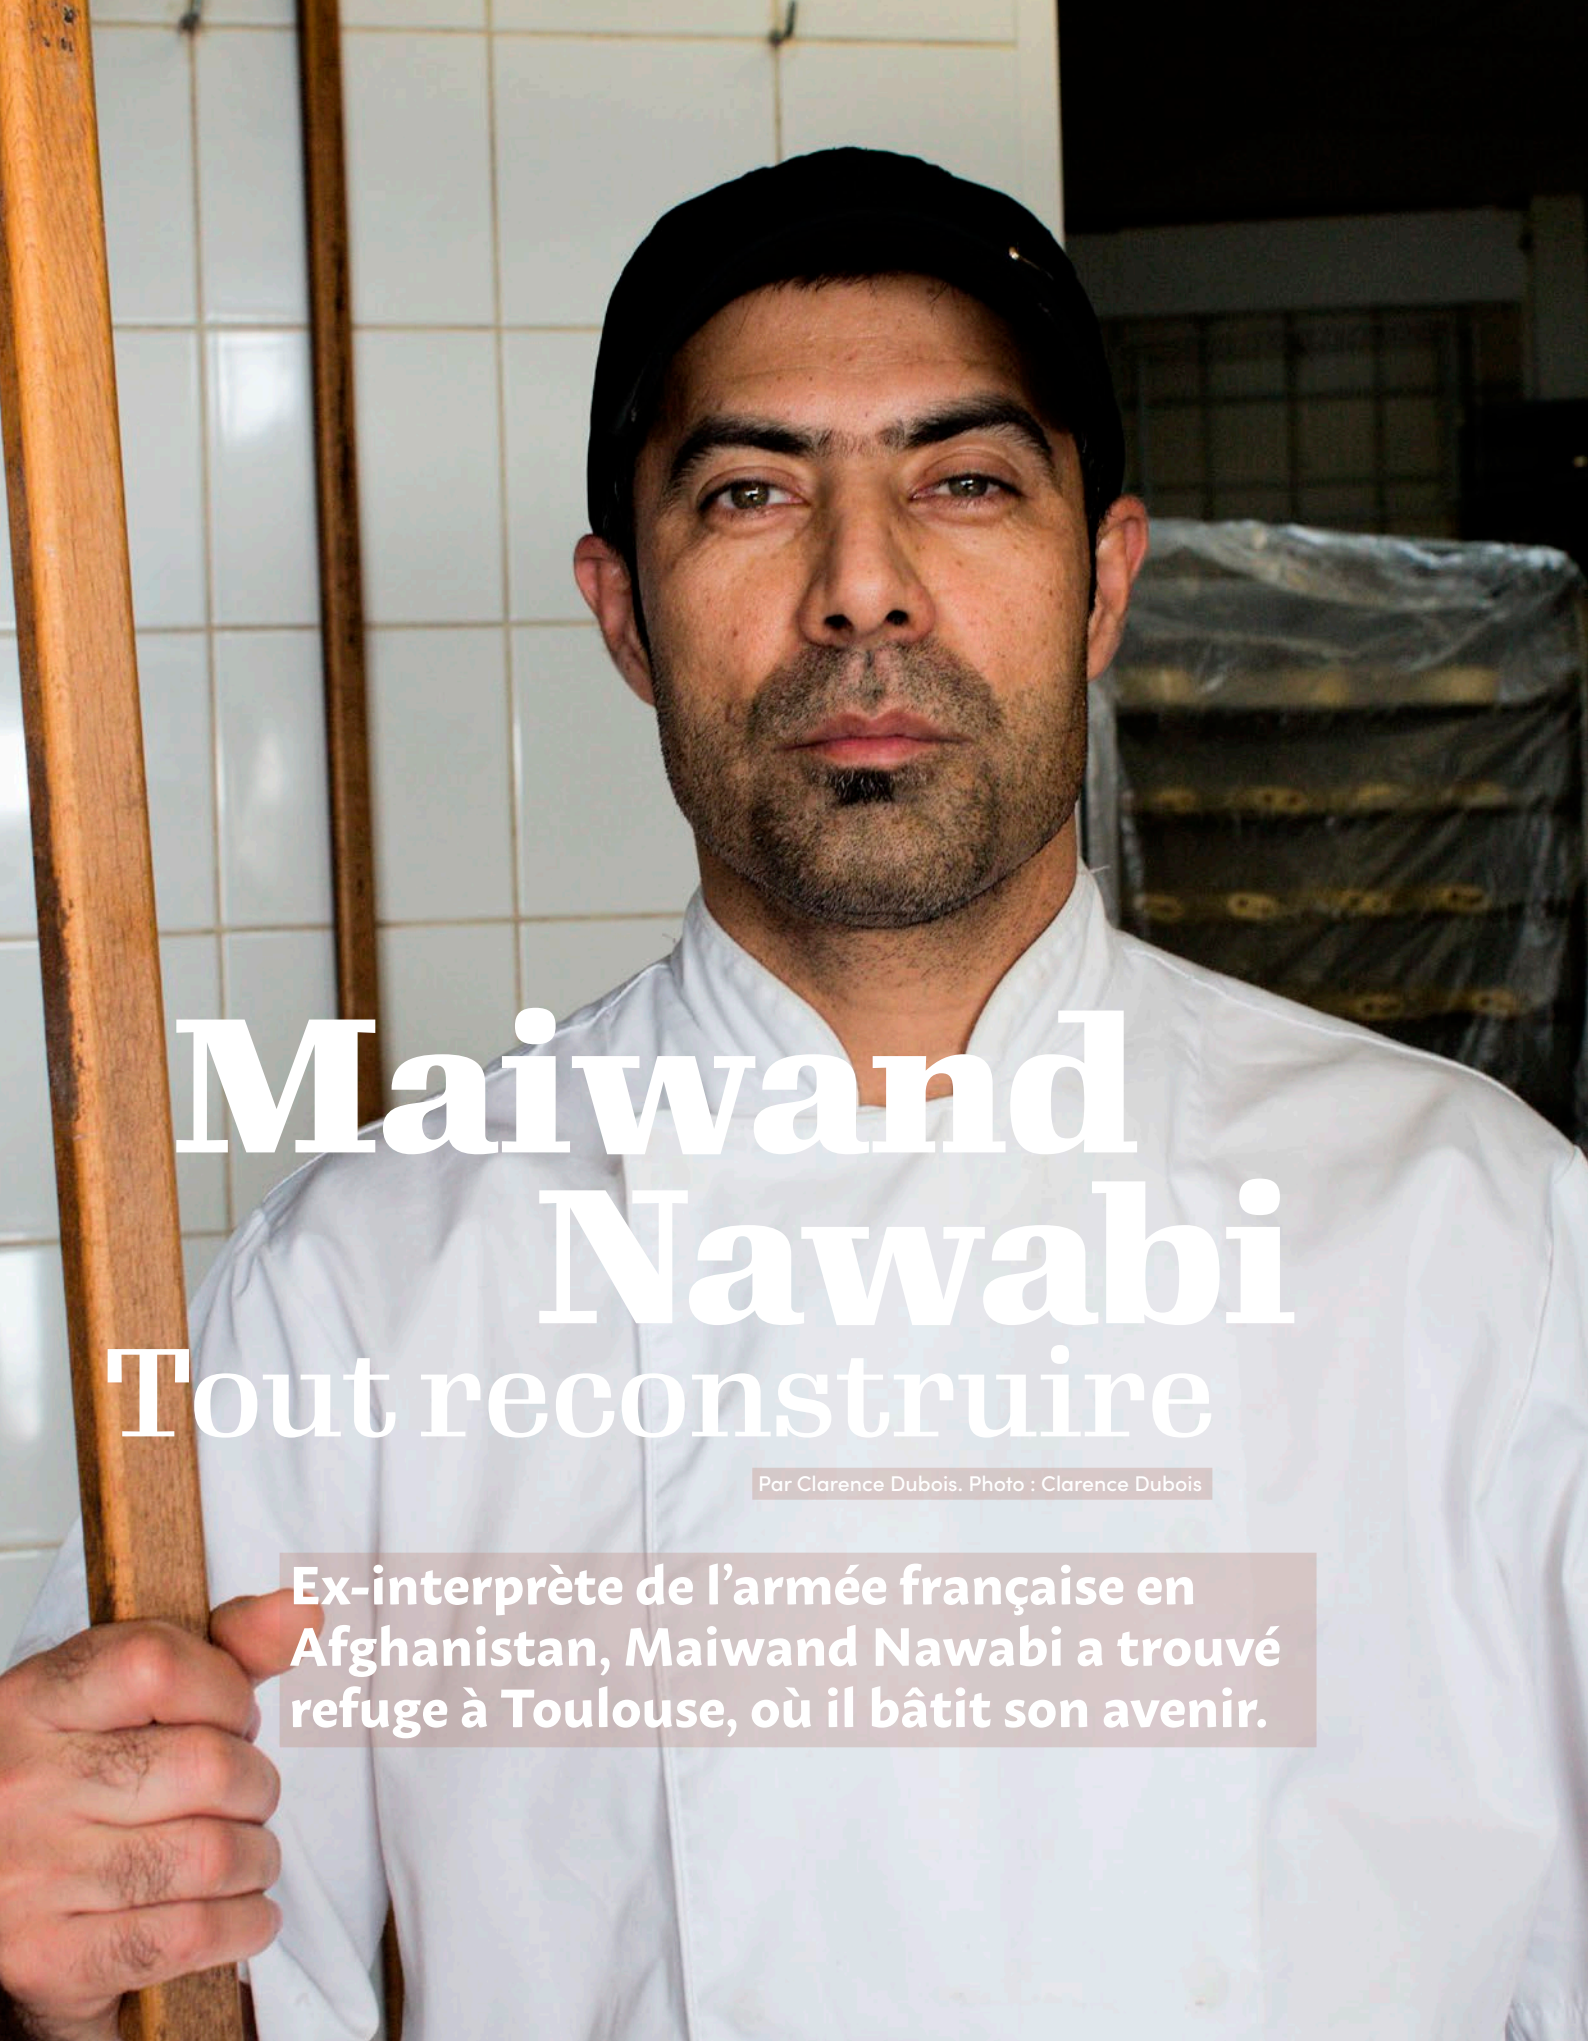 Maiwand
Nawabi
Tout reconstruire
Par Clarence Dubois. Photo : Clarence Dubois
Ex-interprète de l’armée française en
Afghanistan, Maiwand Nawabi a trouvé
refuge à Toulouse, où il bâtit son avenir.